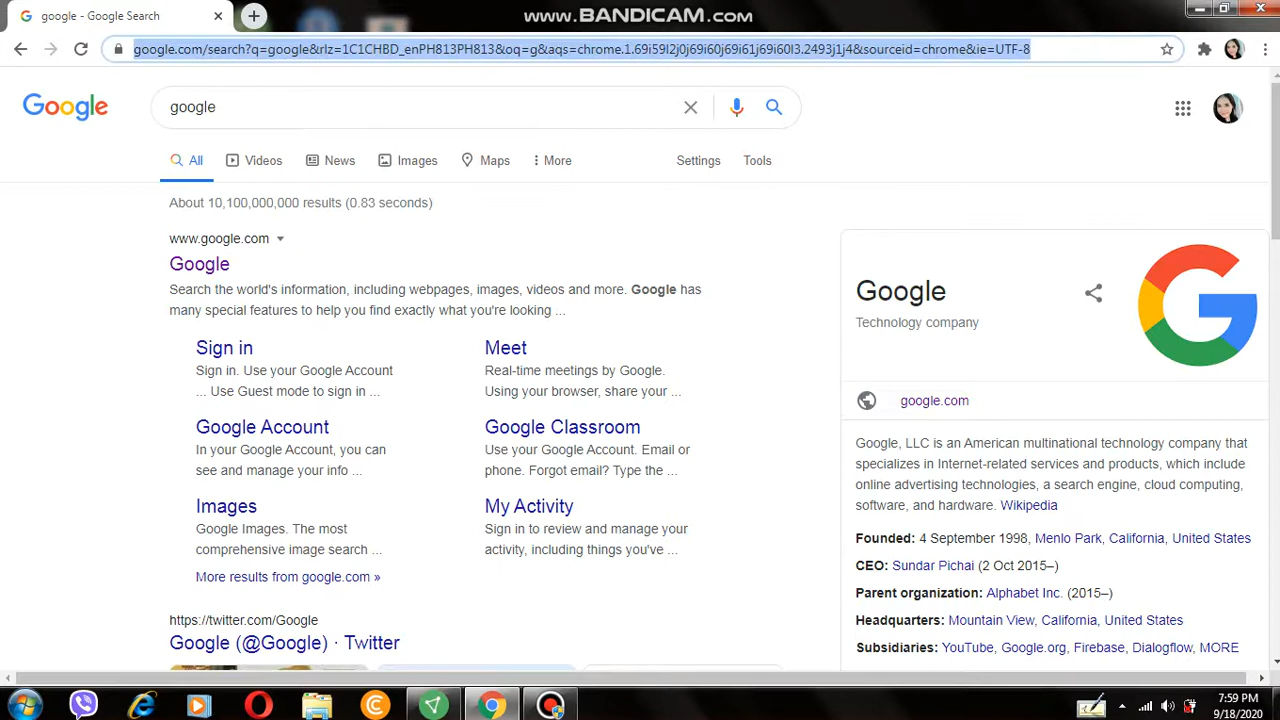 google - Google Search
WWW.BANDICAM.COM
google.com/search?q=google&rlz=1C1CHBD_enPH813PH813&oq=g&aqs=chrome.1.69i59l2j0j69i60j69i61j69i60l3.2493j1j4&sourceid=chrome&ie=UTF-8
Google
google
All
Videos
News
Images
Maps
More
Settings
Tools
About 10,100,000,000 results (0.83 seconds)
www.google.com
Google
Search the world's information, including webpages, images, videos and more. Google has
many special features to help you find exactly what you're looking ...
Sign in
Sign in. Use your Google Account
... Use Guest mode to sign in ...
Meet
Real-time meetings by Google.
Using your browser, share your ...
Google Account
In your Google Account, you can
see and manage your info ...
Google Classroom
Use your Google Account. Email or
phone. Forgot email? Type the ...
Images
Google Images. The most
comprehensive image search ...
My Activity
Sign in to review and manage your
activity, including things you've ...
More results from google.com »
https://twitter.com/Google
Google (@Google) · Twitter
Google
Technology company
google.com
Google, LLC is an American multinational technology company that
specializes in Internet-related services and products, which include
online advertising technologies, a search engine, cloud computing,
software, and hardware. Wikipedia
Founded: 4 September 1998, Menlo Park, California, United States
CEO: Sundar Pichai (2 Oct 2015–)
Parent organization: Alphabet Inc. (2015–)
Headquarters: Mountain View, California, United States
Subsidiaries: YouTube, Google.org, Firebase, Dialogflow, MORE
7:59 PM
9/18/2020